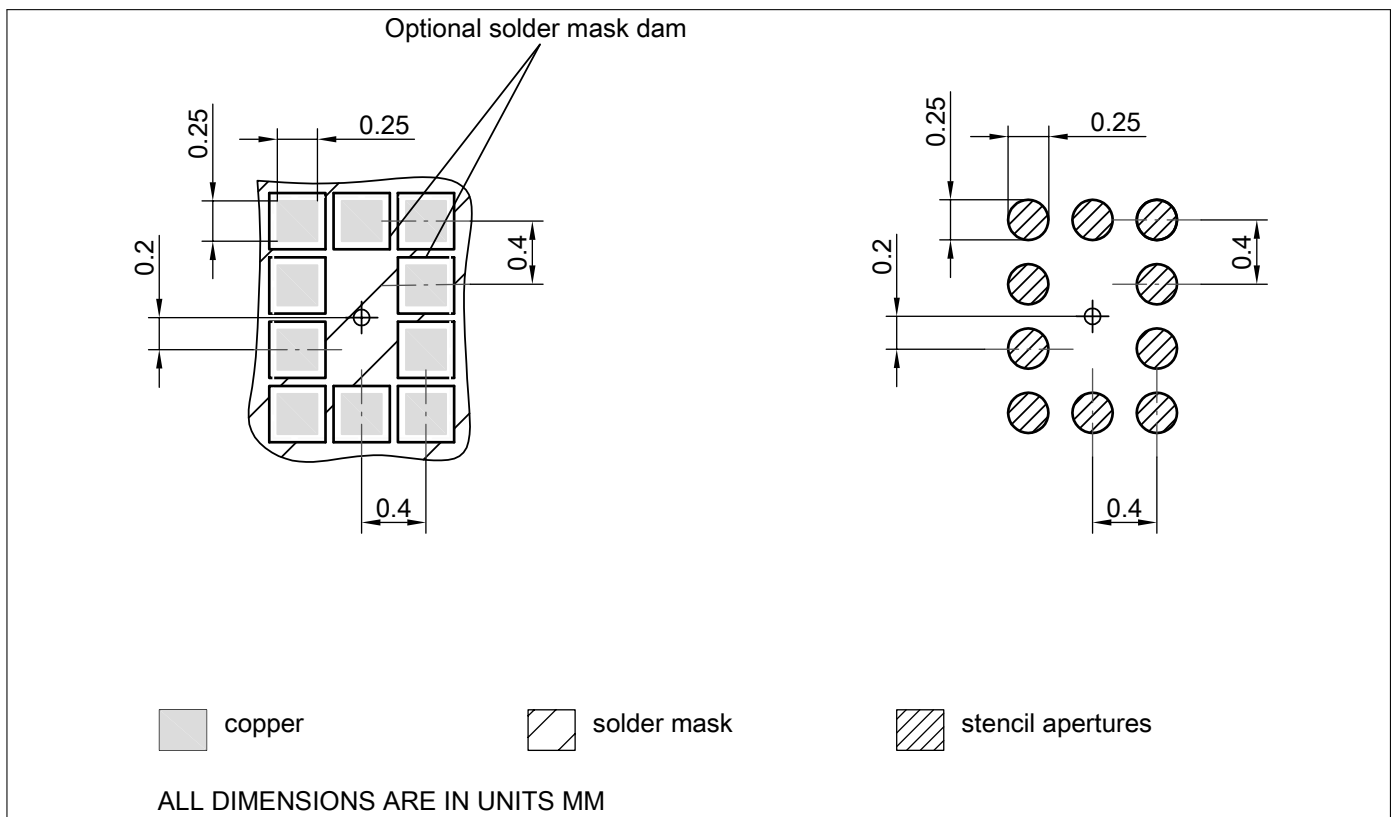 Optional solder mask dam
0.25
0.25
0.2
0.4
0.4
0.25
0.25
0.2
0.4
0.4
copper
solder mask
stencil apertures
ALL DIMENSIONS ARE IN UNITS MM